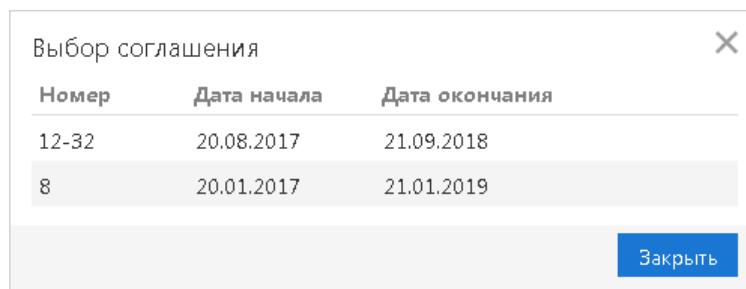 Выбор соглашения
Номер Дата начала Дата окончания
12-32 20.08.2017 21.09.2018
8 20.01.2017 21.01.2019
Закрыть